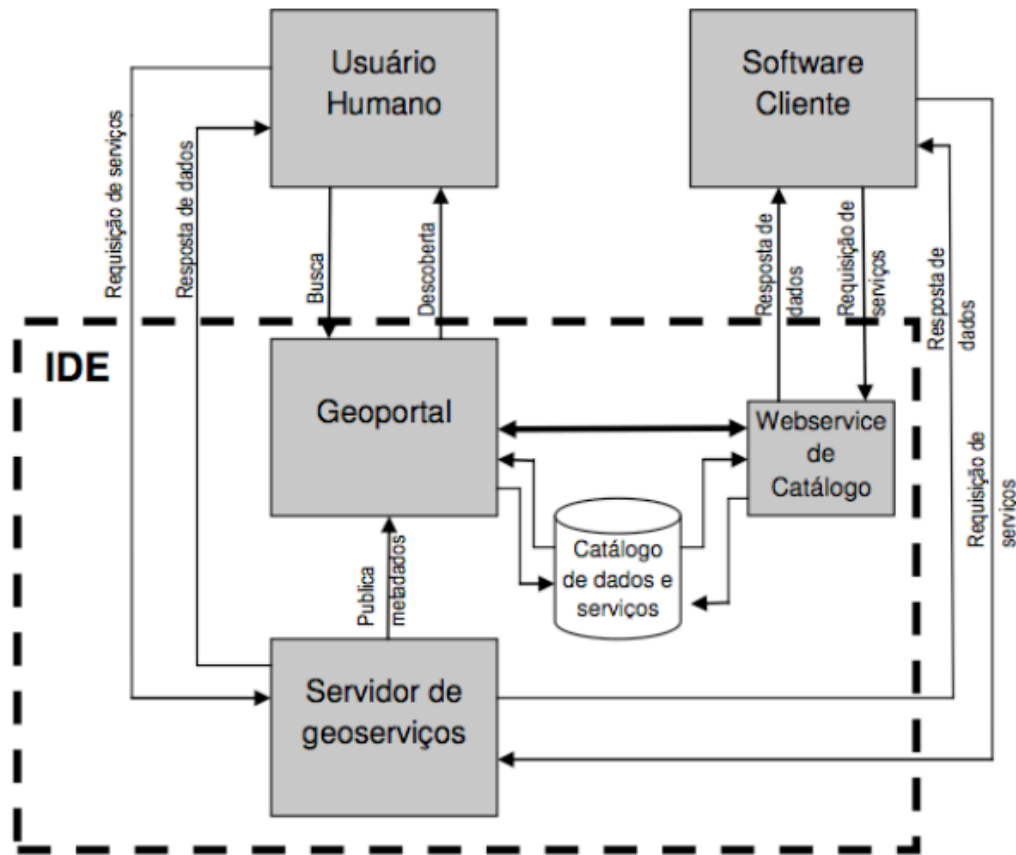 Usuário
Humano
Software
Cliente
Requisição de serviços
Resposta de dados
Busca
Descoberta
Resposta de
dados
Requisição de
serviços
Resposta de
dados
IDE
Geoportal
Webservice
de
Catálogo
Requisição de
serviços
Catálogo
de dados e
serviços
Publica
metadados
Servidor de
geoserviços